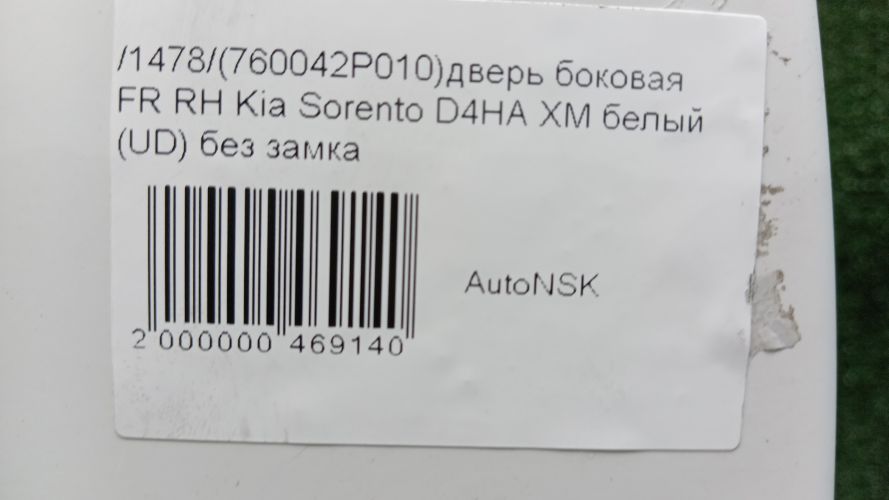 /1478/(760042P010)дверь боковая
FR RH Kia Sorento D4HA XM белый
(UD) без замка
AutoNSK
2 000000 469140